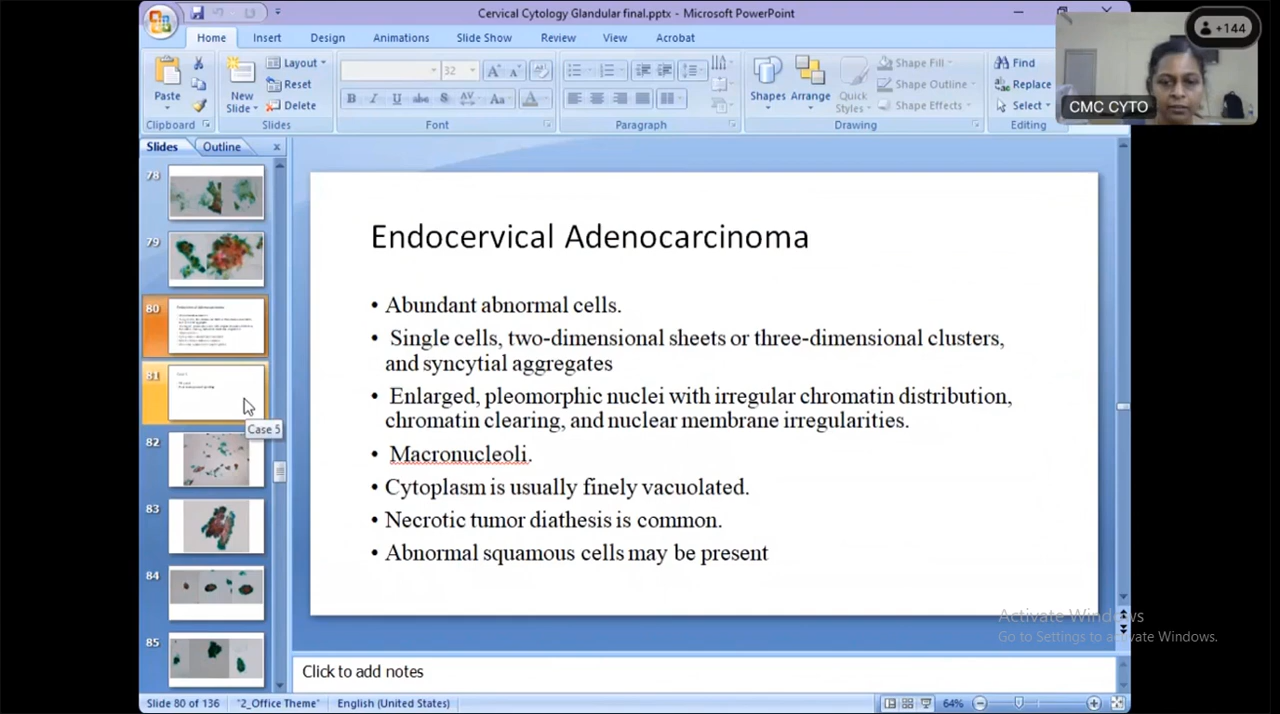 Cervical Cytology Glandular final.pptx - Microsoft PowerPoint
+144
Home Insert Design Animations Slide Show Review View Acrobat
Paste
New Slide
Layout
Reset
Delete
32
Shapes Arrange Quick Styles
Shape Fill
Shape Outline
Shape Effects
Find
Replace
Select
Clipboard Slides Font Paragraph Drawing Editing
CMC CYTO
Slides Outline
78
79
80
81
Case 5
82
83
84
85
Endocervical Adenocarcinoma
• Abundant abnormal cells.
• Single cells, two-dimensional sheets or three-dimensional clusters,
and syncytial aggregates
• Enlarged, pleomorphic nuclei with irregular chromatin distribution,
chromatin clearing, and nuclear membrane irregularities.
• Macronucleoli.
• Cytoplasm is usually finely vacuolated.
• Necrotic tumor diathesis is common.
• Abnormal squamous cells may be present
Activate Windows
Go to Settings to activate Windows.
Click to add notes
Slide 80 of 136 "2_Office Theme" English (United States) 64%